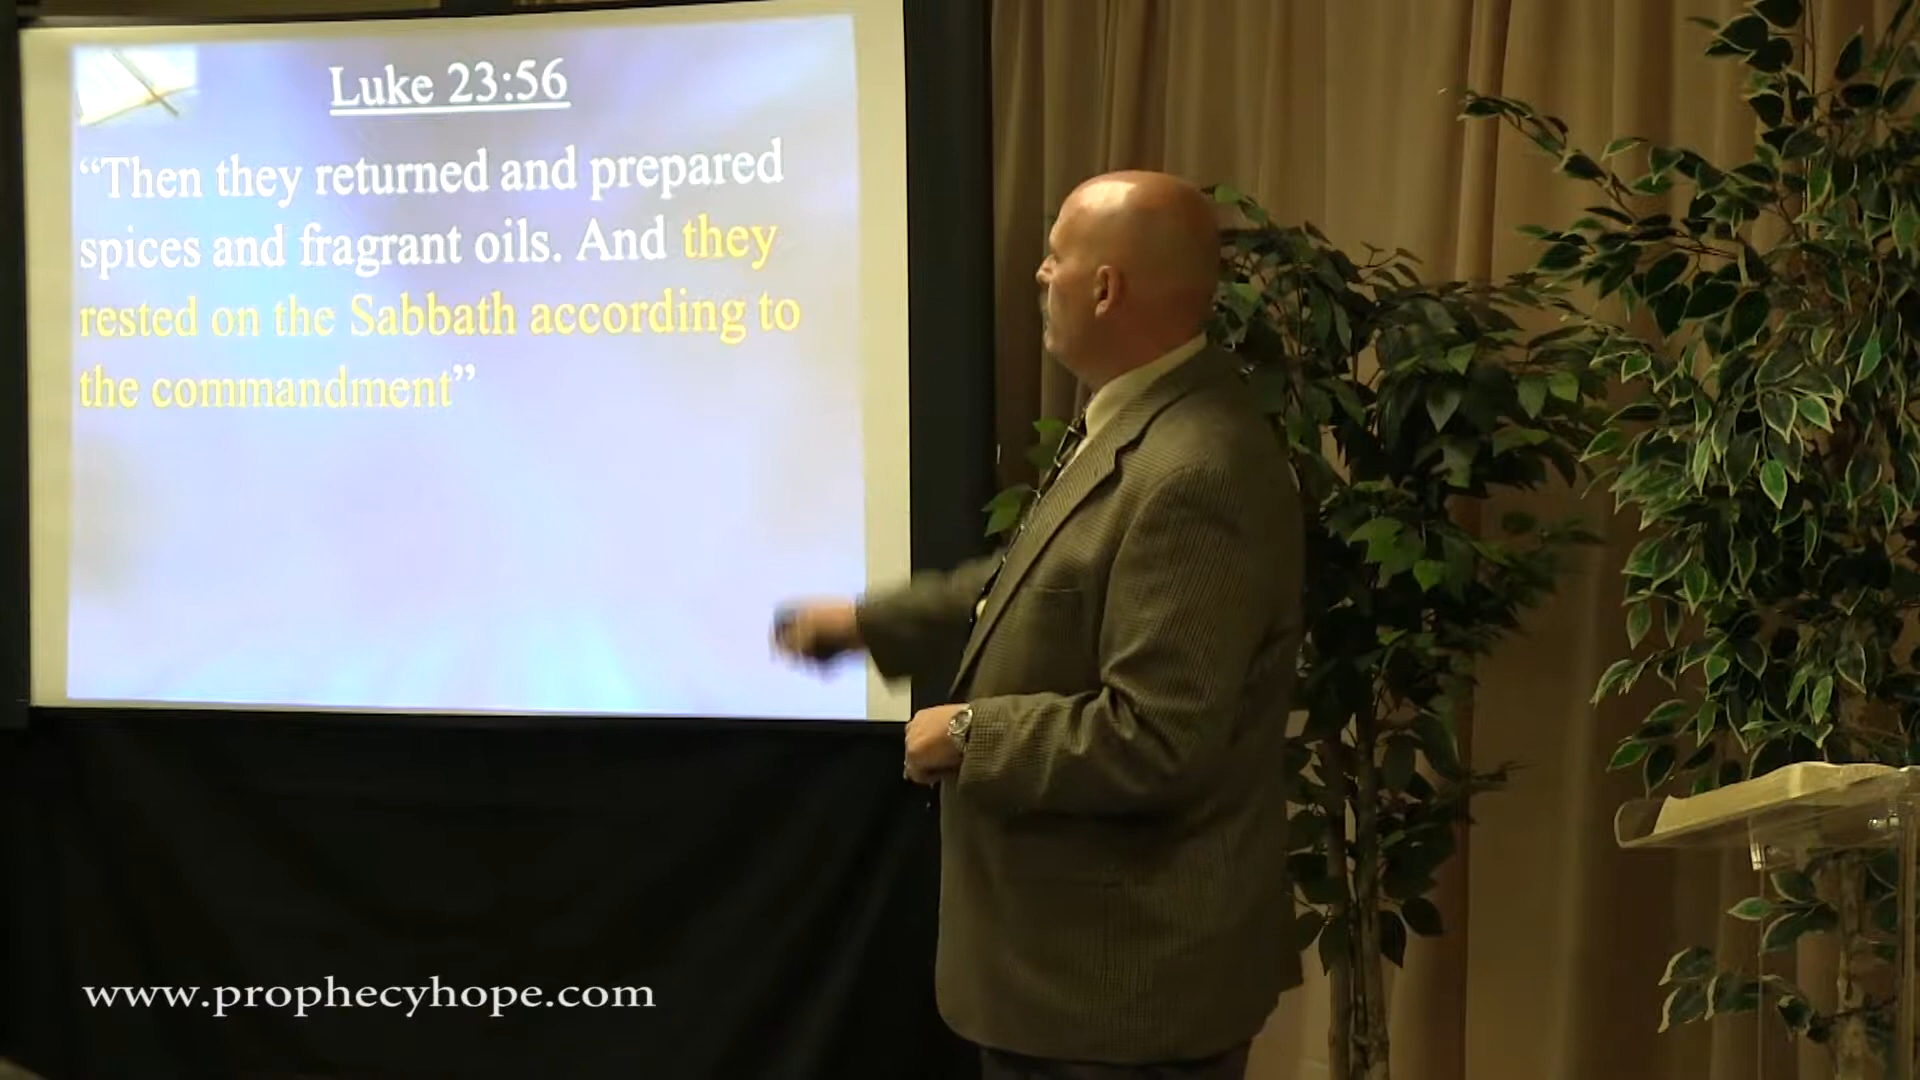 Luke 23:56
“Then they returned and prepared
spices and fragrant oils. And they
rested on the Sabbath according to
the commandment”
www.prophecyhope.com